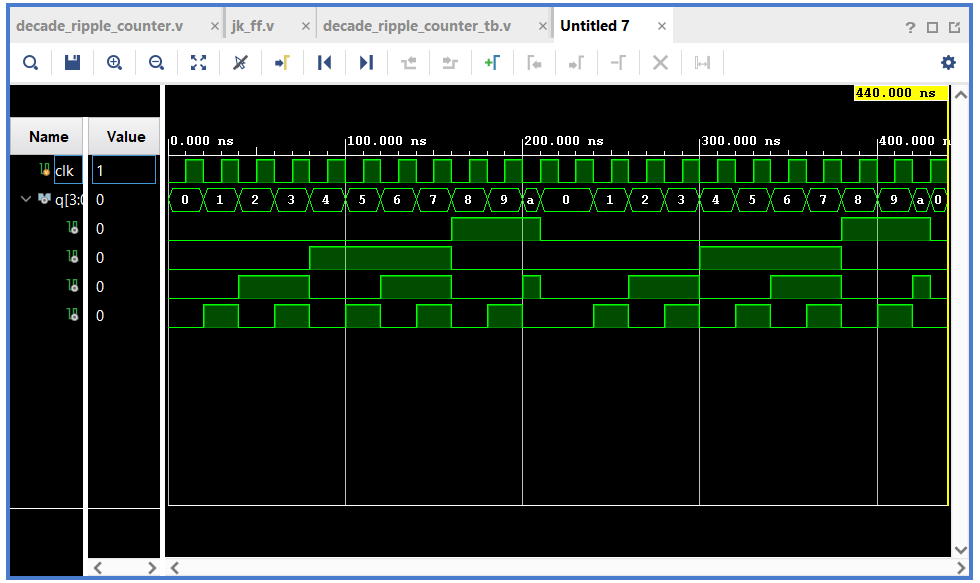 decade_ripple_counter.v × jk_ff.v × decade_ripple_counter_tb.v × Untitled 7 ×
440.000 ns
Name Value
0.000 ns 100.000 ns 200.000 ns 300.000 ns 400.000 n
clk 1
q[3:0 0 0 1 2 3 4 5 6 7 8 9 a 0 1 2 3 4 5 6 7 8 9 a 0
0
0
0
0